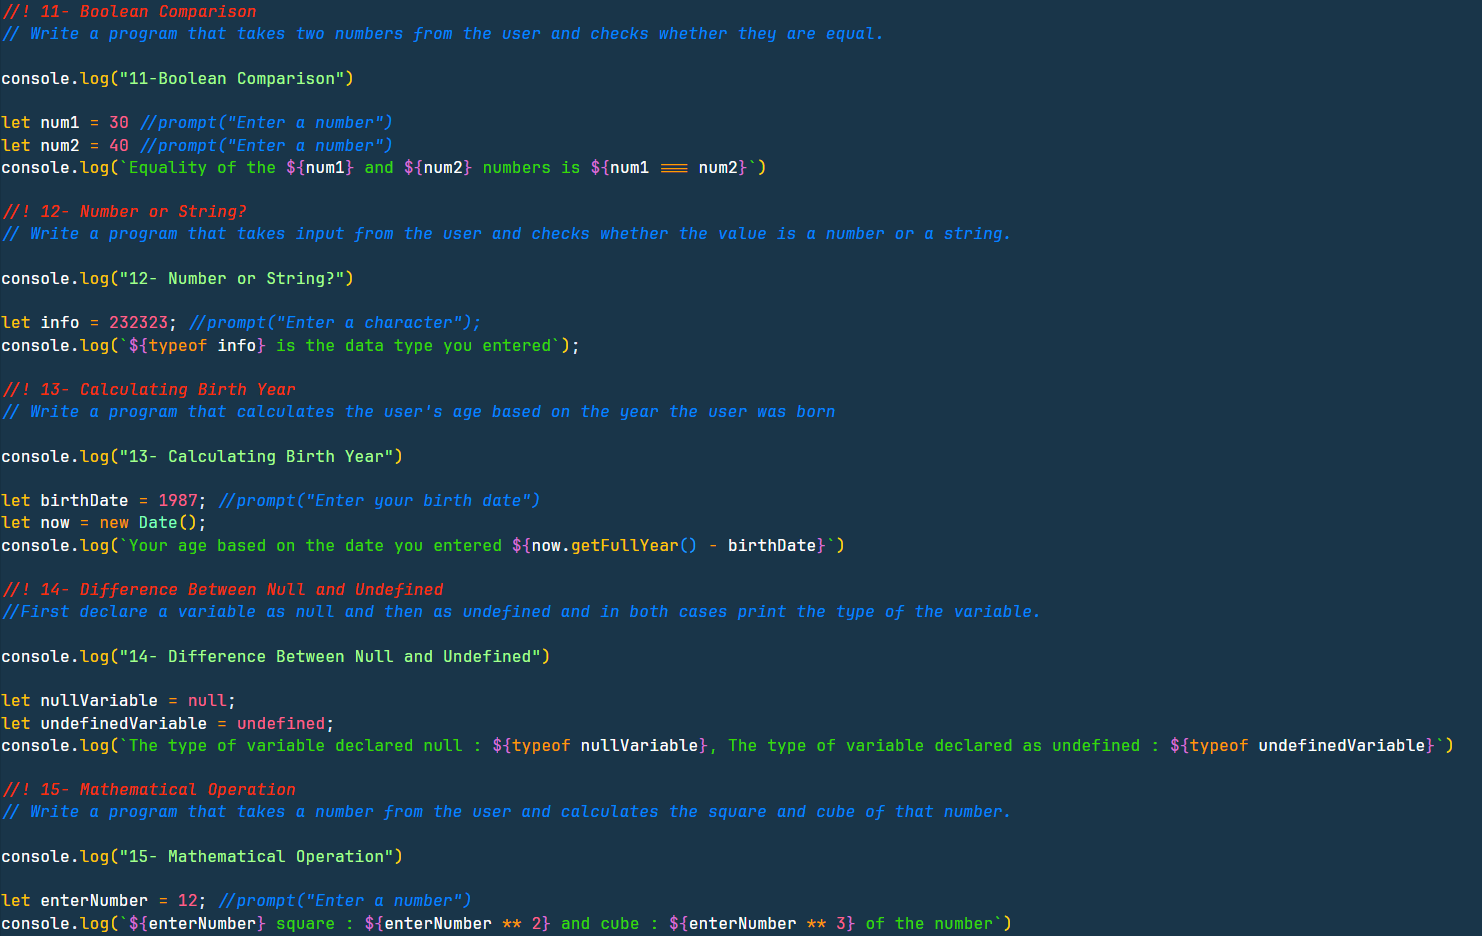 //! 11- Boolean Comparison
// Write a program that takes two numbers from the user and checks whether they are equal.
console.log("11-Boolean Comparison")
let num1 = 30 //prompt("Enter a number")
let num2 = 40 //prompt("Enter a number")
console.log(`Equality of the ${num1} and ${num2} numbers is ${num1 === num2}`)
//! 12- Number or String?
// Write a program that takes input from the user and checks whether the value is a number or a string.
console.log("12- Number or String?")
let info = 232323; //prompt("Enter a character");
console.log(`${typeof info} is the data type you entered`);
//! 13- Calculating Birth Year
// Write a program that calculates the user's age based on the year the user was born
console.log("13- Calculating Birth Year")
let birthDate = 1987; //prompt("Enter your birth date")
let now = new Date();
console.log(`Your age based on the date you entered ${now.getFullYear() - birthDate}`)
//! 14- Difference Between Null and Undefined
//First declare a variable as null and then as undefined and in both cases print the type of the variable.
console.log("14- Difference Between Null and Undefined")
let nullVariable = null;
let undefinedVariable = undefined;
console.log(`The type of variable declared null : ${typeof nullVariable}, The type of variable declared as undefined : ${typeof undefinedVariable}`)
//! 15- Mathematical Operation
// Write a program that takes a number from the user and calculates the square and cube of that number.
console.log("15- Mathematical Operation")
let enterNumber = 12; //prompt("Enter a number")
console.log(`${enterNumber} square : ${enterNumber ** 2} and cube : ${enterNumber ** 3} of the number`)